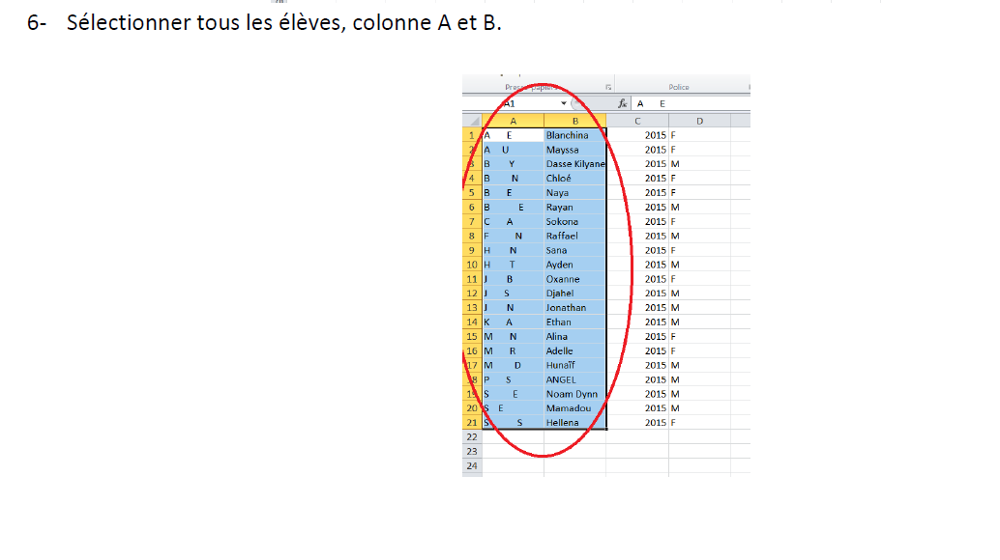 6- Sélectionner tous les élèves, colonne A et B.
Police
A1 fx A E
A B C D
1 A E Blanchina 2015 F
2 A U Mayssa 2015 F
3 B Y Dasse Kilyane 2015 M
4 B N Chloé 2015 F
5 B E Naya 2015 F
6 B E Rayan 2015 M
7 C A Sokona 2015 F
8 F N Raffael 2015 M
9 H N Sana 2015 F
10 H T Ayden 2015 M
11 J B Oxanne 2015 F
12 J S Djahel 2015 M
13 J N Jonathan 2015 M
14 K A Ethan 2015 M
15 M N Alina 2015 F
16 M R Adelle 2015 F
17 M D Hunaïf 2015 M
18 P S ANGEL 2015 M
19 S E Noam Dynn 2015 M
20 S E Mamadou 2015 M
21 S S Hellena 2015 F
22
23
24